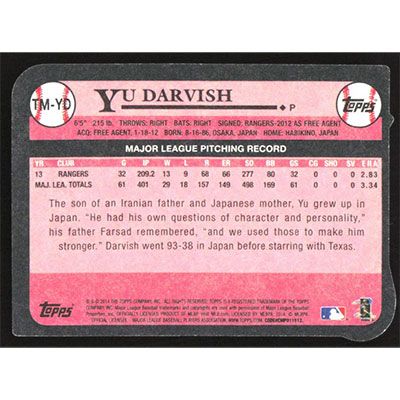 TM-YD
YU DARVISH
P
Topps
6'5" 215 lb. THROWS: RIGHT BATS: RIGHT SIGNED: RANGERS-2012 AS FREE AGENT
ACQ: FREE AGENT, 1-18-12 BORN: 8-16-86, OSAKA, JAPAN HOME: HABIKINO, JAPAN
MAJOR LEAGUE PITCHING RECORD
YR CLUB G IP W L R ER SO BB GS CG SHO SV ERA
13 RANGERS 32 209.2 13 9 68 66 277 80 32 0 0 0 2.83
MAJ. LEA. TOTALS 61 401 29 18 157 149 498 169 61 0 0 0 3.34
The son of an Iranian father and Japanese mother, Yu grew up in
Japan. "He had his own questions of character and personality,"
his father Farsad remembered, "and we used those to make him
stronger." Darvish went 93-38 in Japan before starring with Texas.
Topps